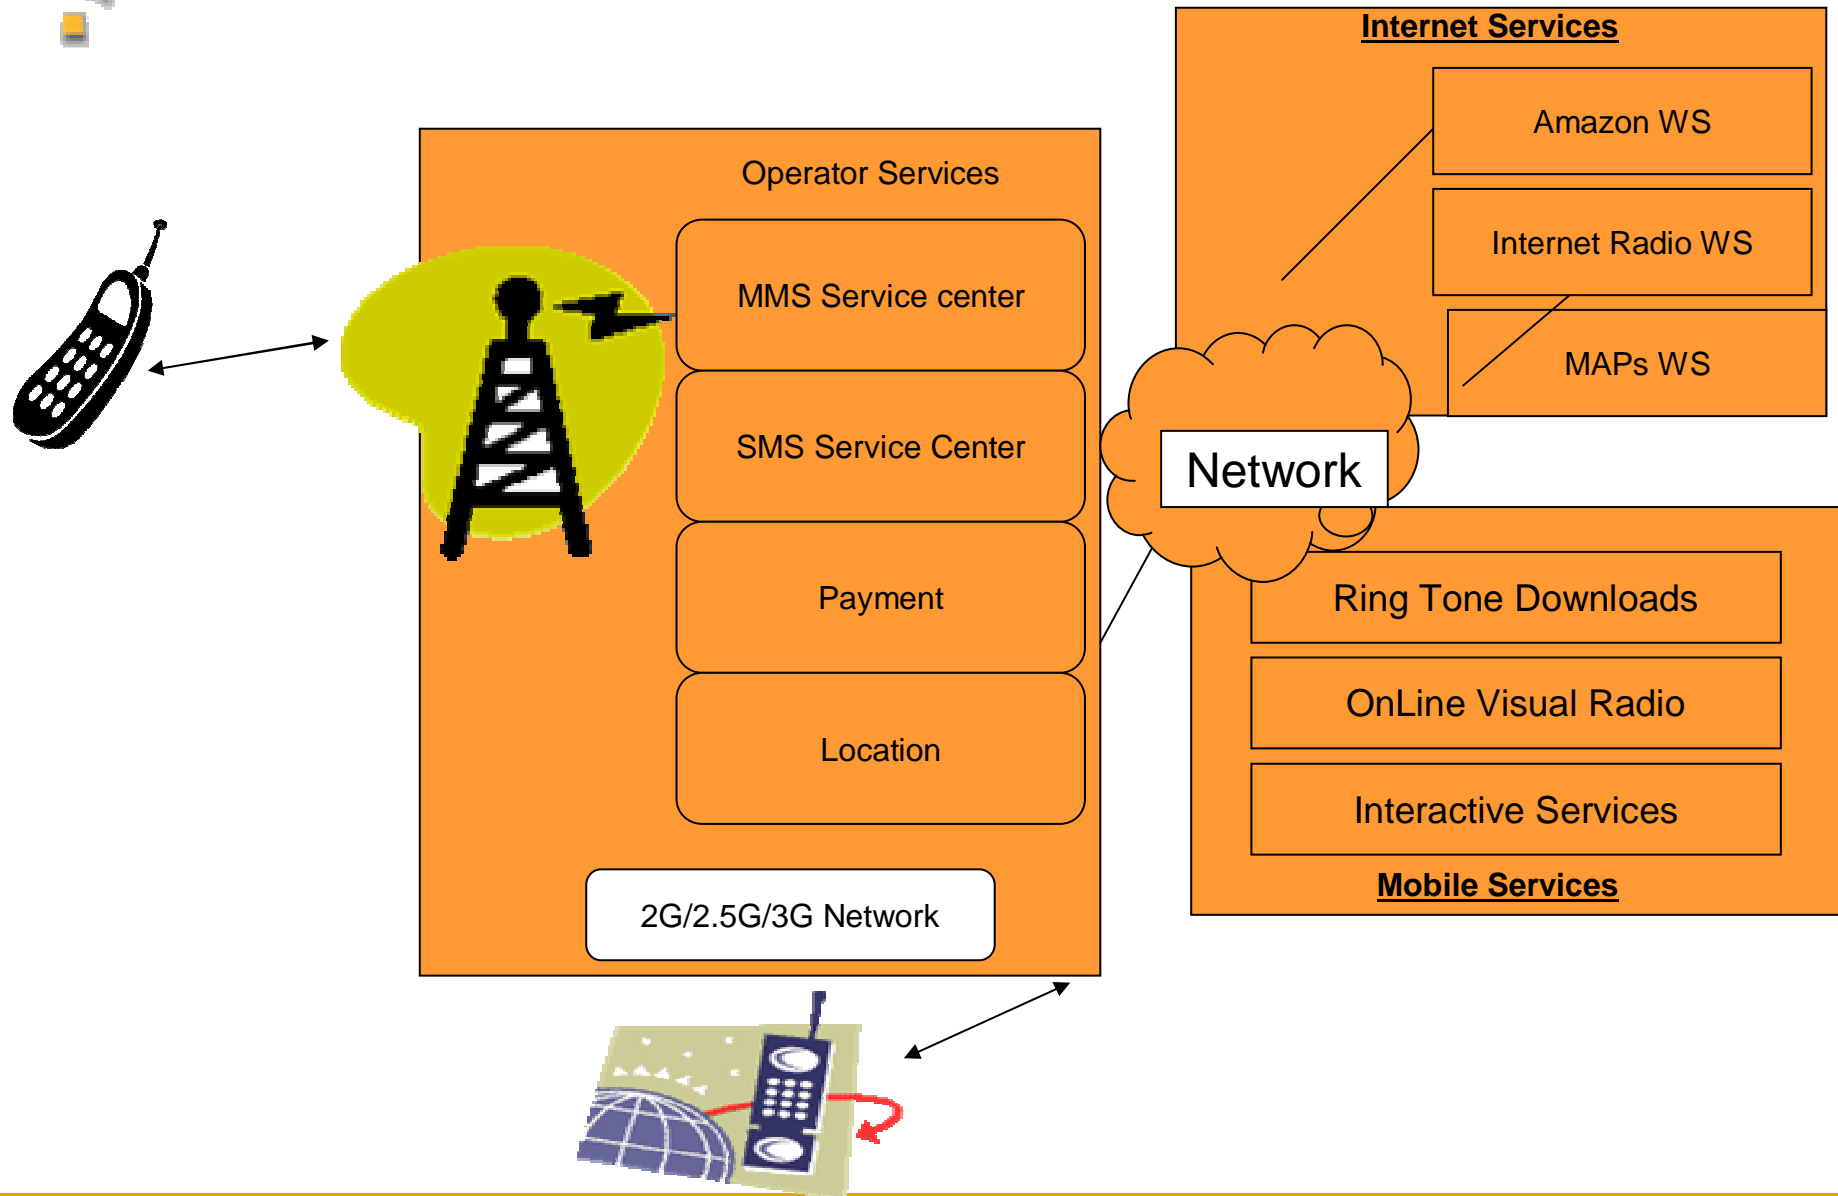 Internet Services
Amazon WS
Internet Radio WS
MAPs WS
Operator Services
MMS Service center
SMS Service Center
Payment
Location
2G/2.5G/3G Network
Network
Ring Tone Downloads
OnLine Visual Radio
Interactive Services
Mobile Services